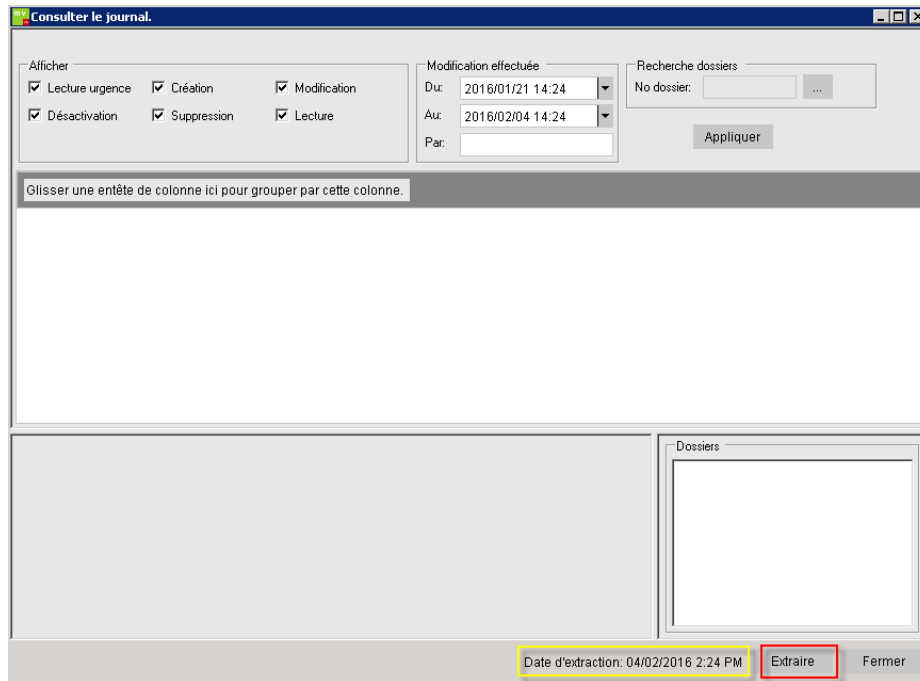 mv
Consulter le journal.
Afficher
Lecture urgence
Création
Modification
Désactivation
Suppression
Lecture
Modification effectuée
Du: 2016/01/21 14:24
Au: 2016/02/04 14:24
Par:
Recherche dossiers
No dossier:
...
Appliquer
Glisser une entête de colonne ici pour grouper par cette colonne.
Dossiers
Date d'extraction: 04/02/2016 2:24 PM
Extraire
Fermer